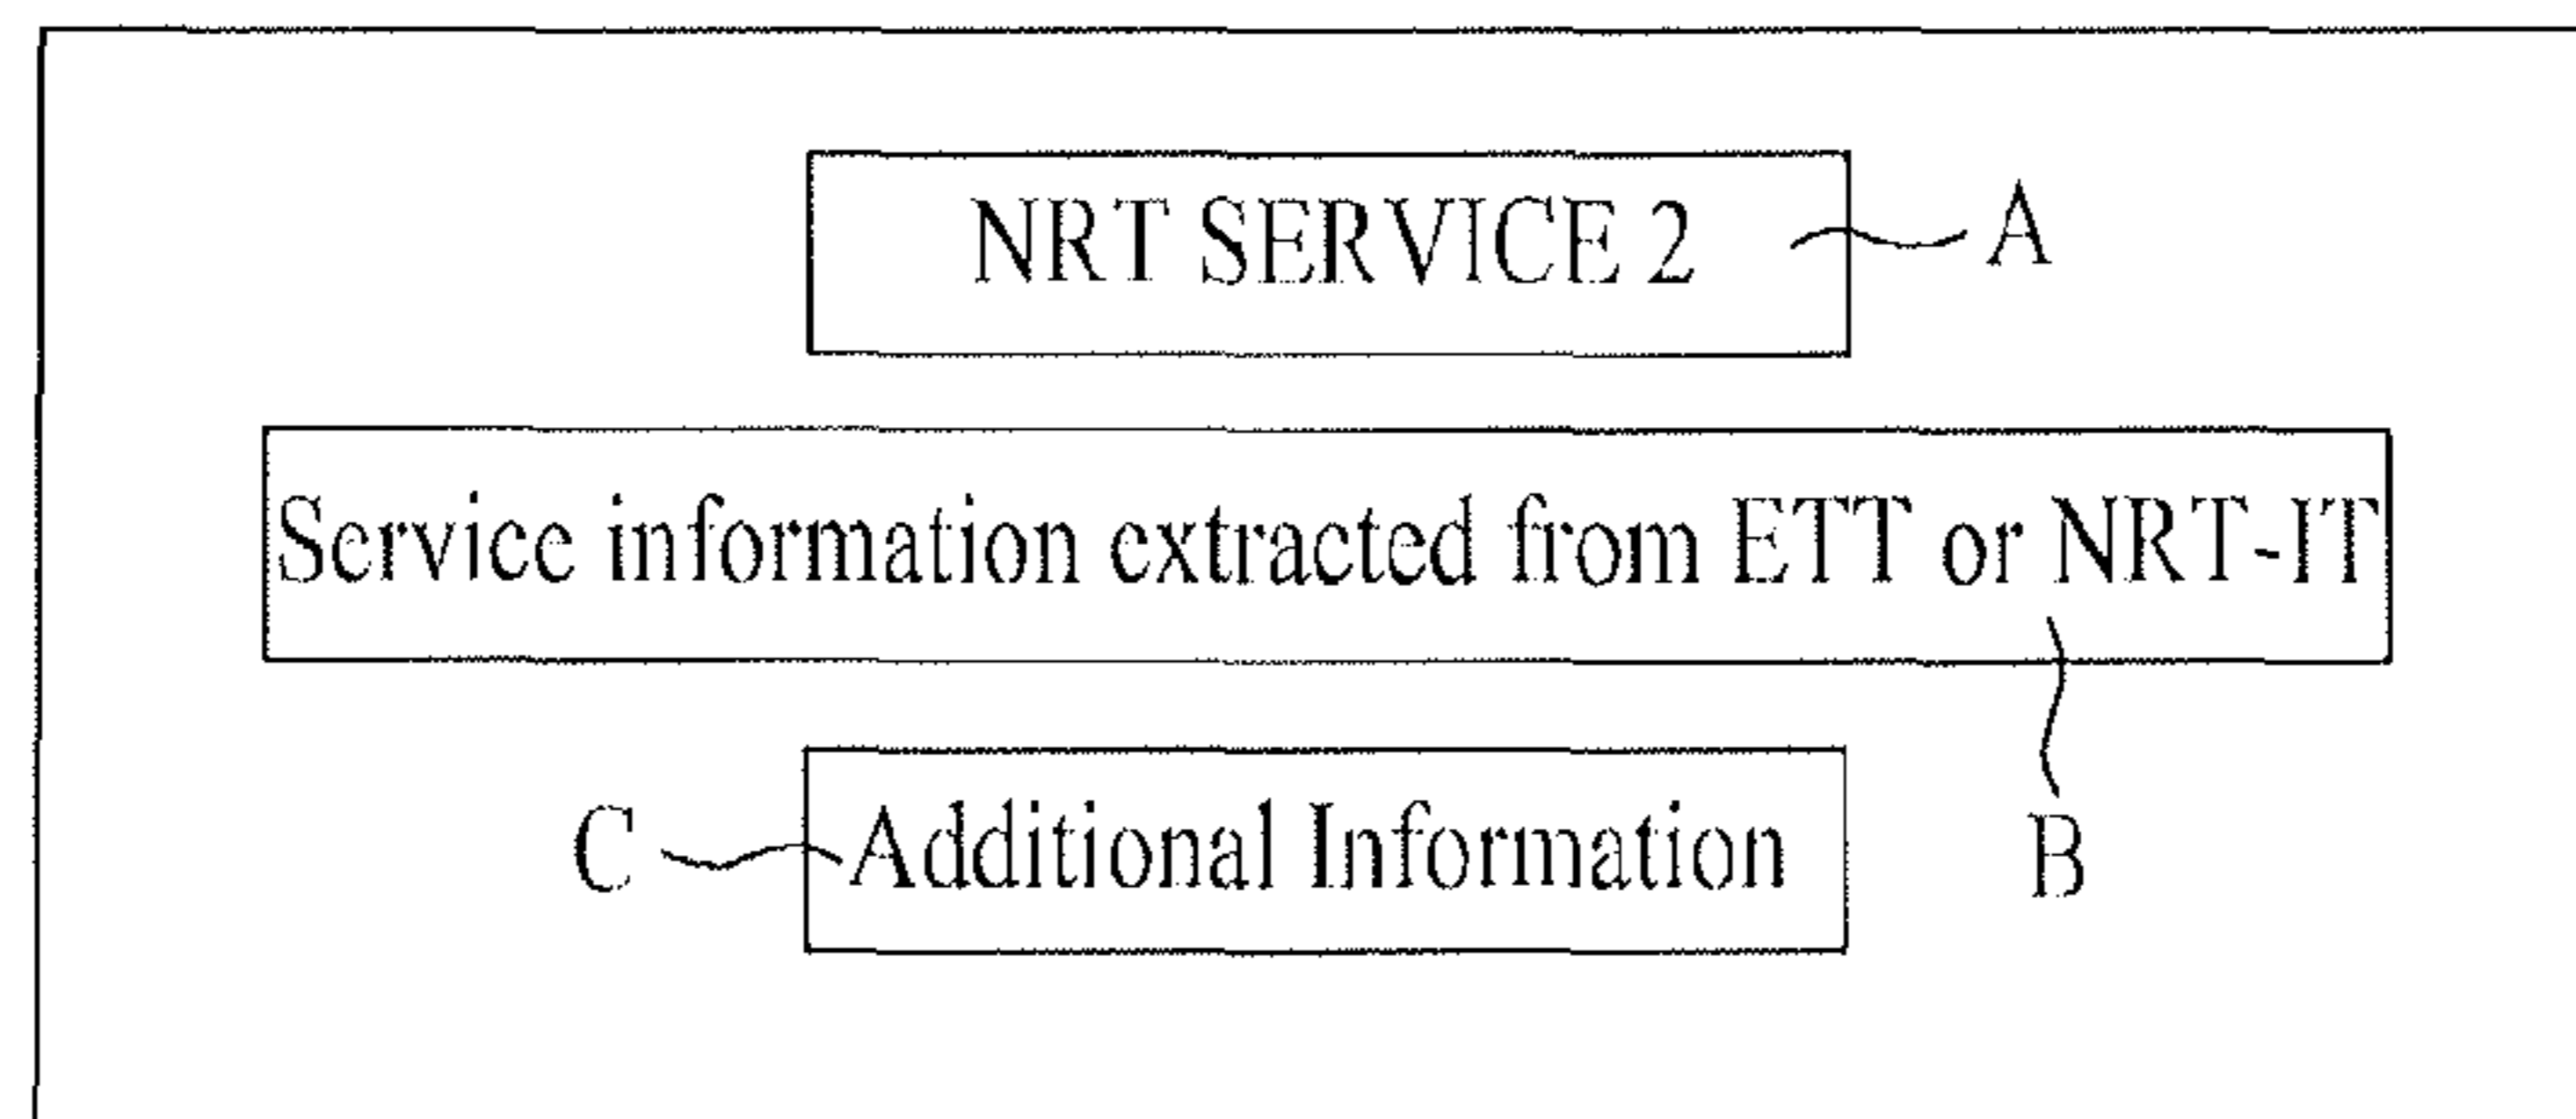 NRT SERVICE 2
A
Service information extracted from ETT or NRT-IT
C
Additional Information
B